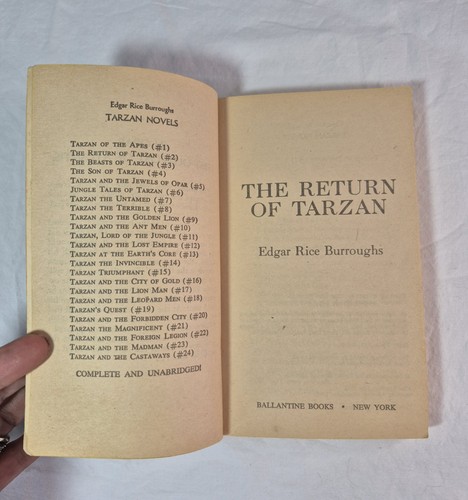 Edgar Rice Burroughs
TARZAN NOVELS
TARZAN OF THE APES (#1)
THE RETURN OF TARZAN (#2)
THE BEASTS OF TARZAN (#3)
THE SON OF TARZAN (#4)
TARZAN AND THE JEWELS OF OPAR (#5)
JUNGLE TALES OF TARZAN (#6)
TARZAN THE UNTAMED (#7)
TARZAN THE TERRIBLE (#8)
TARZAN AND THE GOLDEN LION (#9)
TARZAN AND THE ANT MEN (#10)
TARZAN, LORD OF THE JUNGLE (#11)
TARZAN AND THE LOST EMPIRE (#12)
TARZAN AT THE EARTH'S CORE (#13)
TARZAN THE INVINCIBLE (#14)
TARZAN TRIUMPHANT (#15)
TARZAN AND THE CITY OF GOLD (#16)
TARZAN AND THE LION MAN (#17)
TARZAN AND THE LEOPARD MEN (#18)
TARZAN'S QUEST (#19)
TARZAN AND THE FORBIDDEN CITY (#20)
TARZAN THE MAGNIFICENT (#21)
TARZAN AND THE FOREIGN LEGION (#22)
TARZAN AND THE MADMAN (#23)
TARZAN AND THE CASTAWAYS (#24)
COMPLETE AND UNABRIDGED!
THE RETURN
OF TARZAN
Edgar Rice Burroughs
BALLANTINE BOOKS • NEW YORK